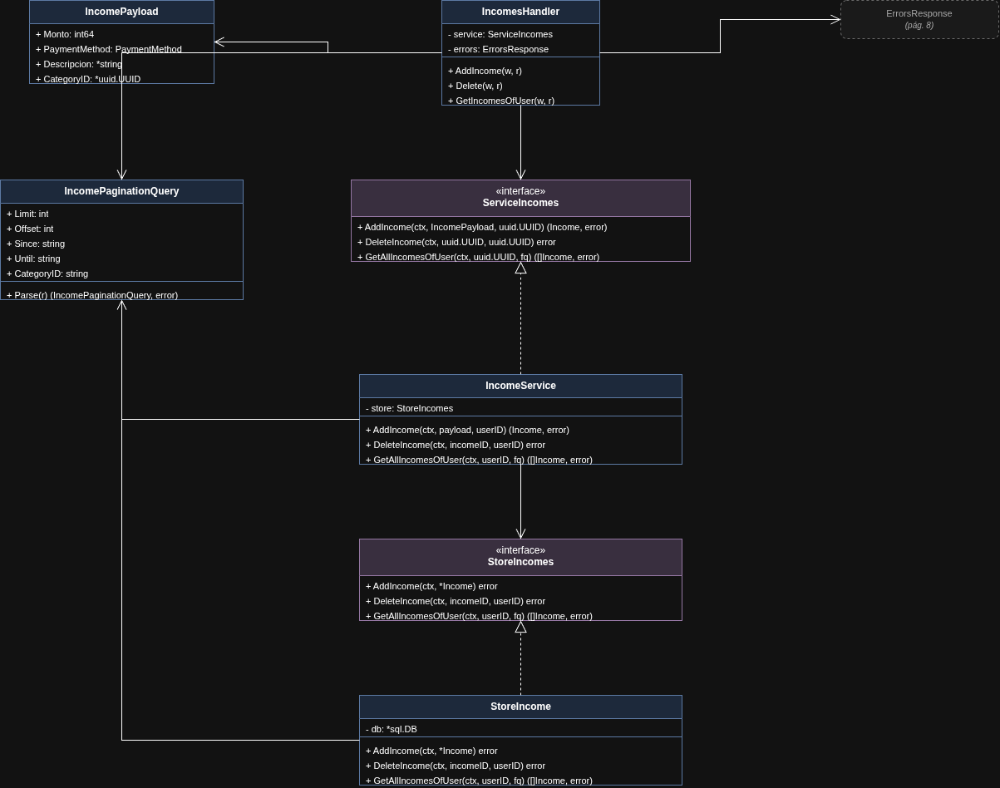 IncomePayload
+ Monto: int64
+ PaymentMethod: PaymentMethod
+ Descripcion: *string
+ CategoryID: *uuid.UUID
IncomesHandler
- service: ServiceIncomes
- errors: ErrorsResponse
+ AddIncome(w, r)
+ Delete(w, r)
+ GetIncomesOfUser(w, r)
ErrorsResponse
(pág. 8)
IncomePaginationQuery
+ Limit: int
+ Offset: int
+ Since: string
+ Until: string
+ CategoryID: string
+ Parse(r) (IncomePaginationQuery, error)
«interface»
ServiceIncomes
+ AddIncome(ctx, IncomePayload, uuid.UUID) (Income, error)
+ DeleteIncome(ctx, uuid.UUID, uuid.UUID) error
+ GetAllIncomesOfUser(ctx, uuid.UUID, fq) ([]Income, error)
IncomeService
- store: StoreIncomes
+ AddIncome(ctx, payload, userID) (Income, error)
+ DeleteIncome(ctx, incomeID, userID) error
+ GetAllIncomesOfUser(ctx, userID, fq) ([]Income, error)
«interface»
StoreIncomes
+ AddIncome(ctx, *Income) error
+ DeleteIncome(ctx, incomeID, userID) error
+ GetAllIncomesOfUser(ctx, userID, fq) ([]Income, error)
StoreIncome
- db: *sql.DB
+ AddIncome(ctx, *Income) error
+ DeleteIncome(ctx, incomeID, userID) error
+ GetAllIncomesOfUser(ctx, userID, fq) ([]Income, error)